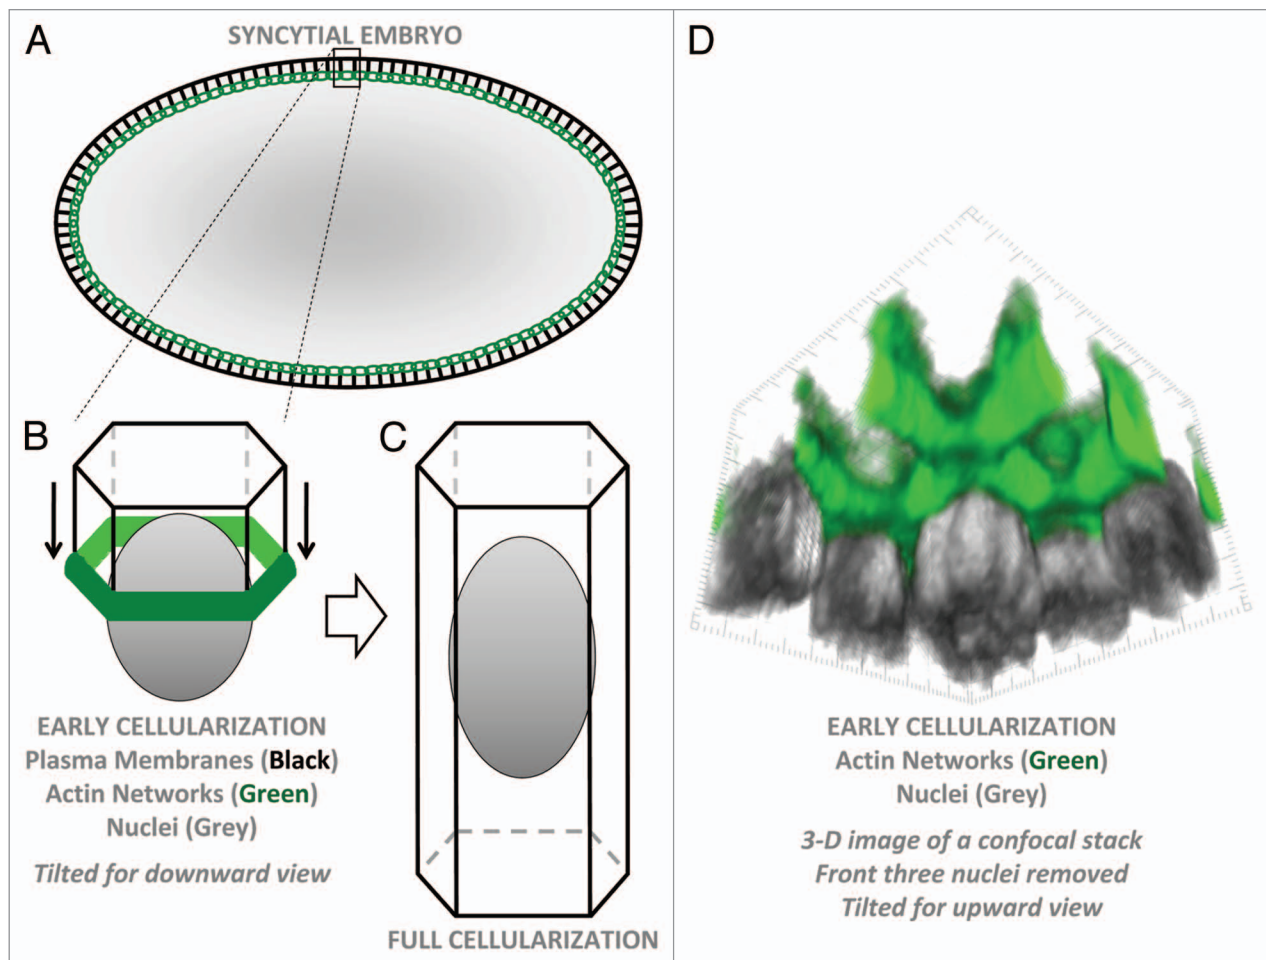 A
SYNCYTIAL EMBRYO
B
EARLY CELLULARIZATION
Plasma Membranes (Black)
Actin Networks (Green)
Nuclei (Grey)
Tilted for downward view
C
FULL CELLULARIZATION
D
EARLY CELLULARIZATION
Actin Networks (Green)
Nuclei (Grey)
3-D image of a confocal stack
Front three nuclei removed
Tilted for upward view